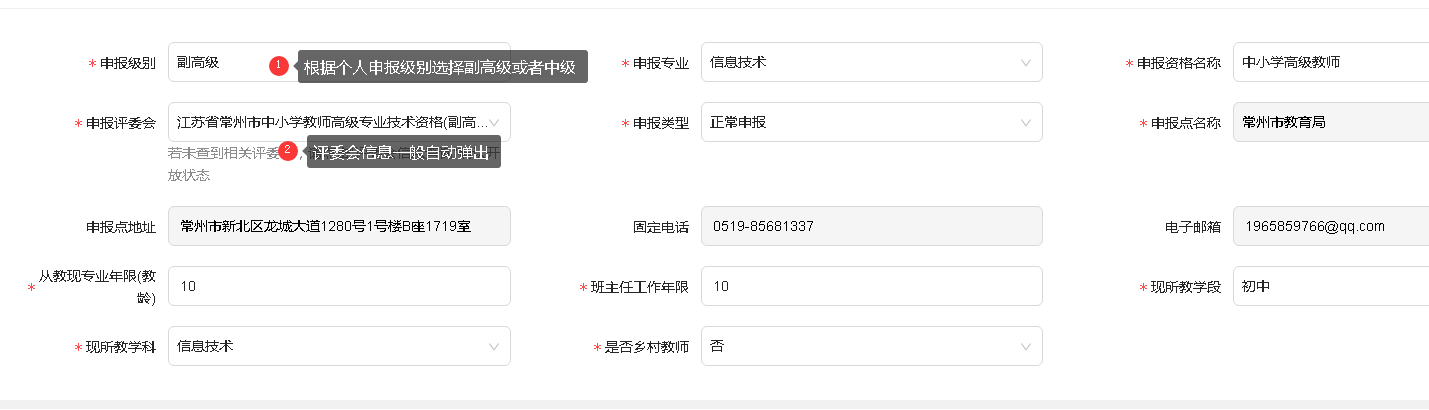 * 申报级别 副高级 1 根据个人申报级别选择副高级或者中级 * 申报专业 信息技术 * 申报资格名称 中小学高级教师
* 申报评委会 江苏省常州市中小学教师高级专业技术资格(副高... * 申报类型 正常申报 * 申报点名称 常州市教育局
若未查到相关评委 2 评委会信息一般自动弹出 开
放状态
申报点地址 常州市新北区龙城大道1280号1号楼B座1719室 固定电话 0519-85681337 电子邮箱 1965859766@qq.com
* 从教现专业年限(教
龄) 10 * 班主任工作年限 10 * 现所教学段 初中
* 现所教学科 信息技术 * 是否乡村教师 否